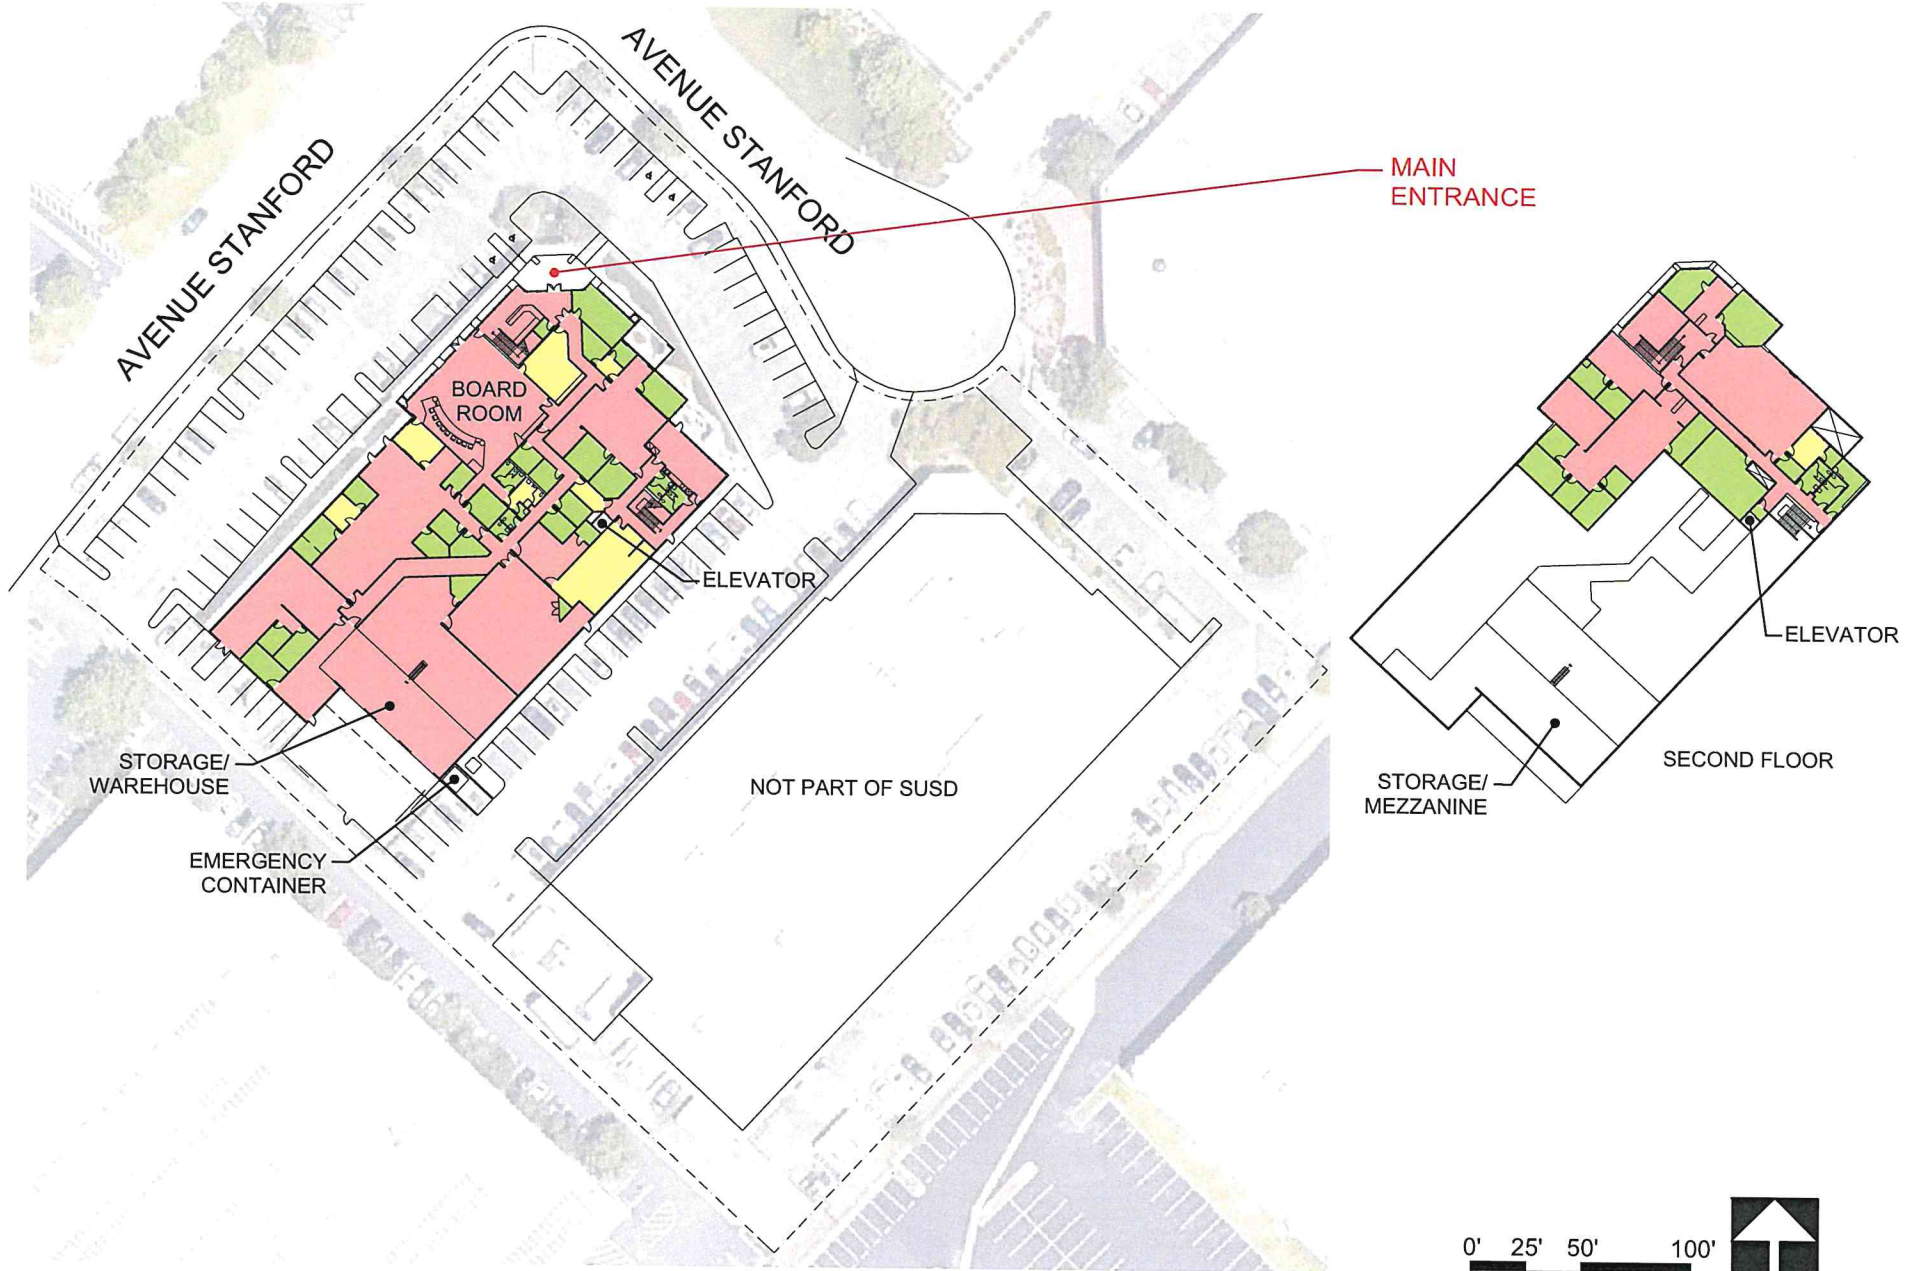 AVENUE STANFORD
AVENUE STANFORD
MAIN
ENTRANCE
BOARD
ROOM
ELEVATOR
STORAGE/
WAREHOUSE
EMERGENCY
CONTAINER
NOT PART OF SUSD
ELEVATOR
STORAGE/
MEZZANINE
SECOND FLOOR
0' 25' 50' 100'